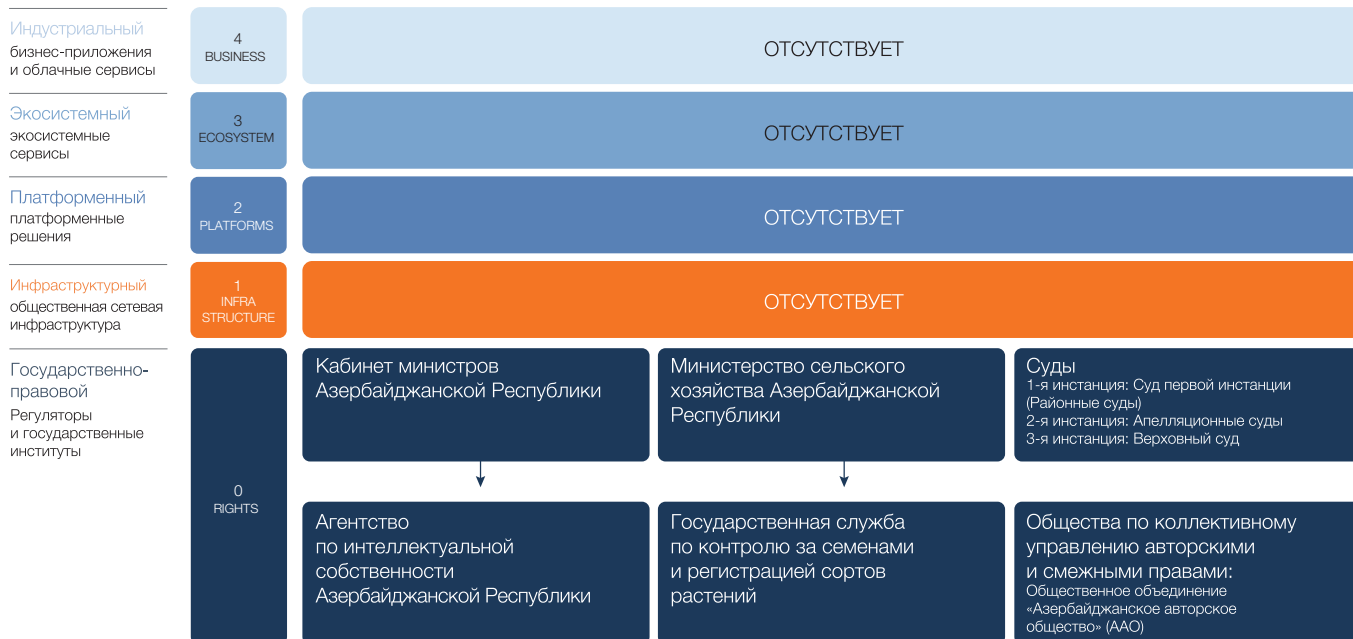 Индустриальный
бизнес-приложения
и облачные сервисы
4
BUSINESS
ОТСУТСТВУЕТ
Экосистемный
экосистемные
сервисы
3
ECOSYSTEM
ОТСУТСТВУЕТ
Платформенный
платформенные
решения
2
PLATFORMS
ОТСУТСТВУЕТ
Инфраструктурный
общественная сетевая
инфраструктура
1
INFRA
STRUCTURE
ОТСУТСТВУЕТ
Государственно-
правовой
Регуляторы
и государственные
институты
0
RIGHTS
Кабинет министров
Азербайджанской Республики
Министерство сельского
хозяйства Азербайджанской
Республики
Суды
1-я инстанция: Суд первой инстанции
(Районные суды)
2-я инстанция: Апелляционные суды
3-я инстанция: Верховный суд
Агентство
по интеллектуальной
собственности
Азербайджанской Республики
Государственная служба
по контролю за семенами
и регистрацией сортов
растений
Общества по коллективному
управлению авторскими
и смежными правами:
Общественное объединение
«Азербайджанское авторское
общество» (ААО)